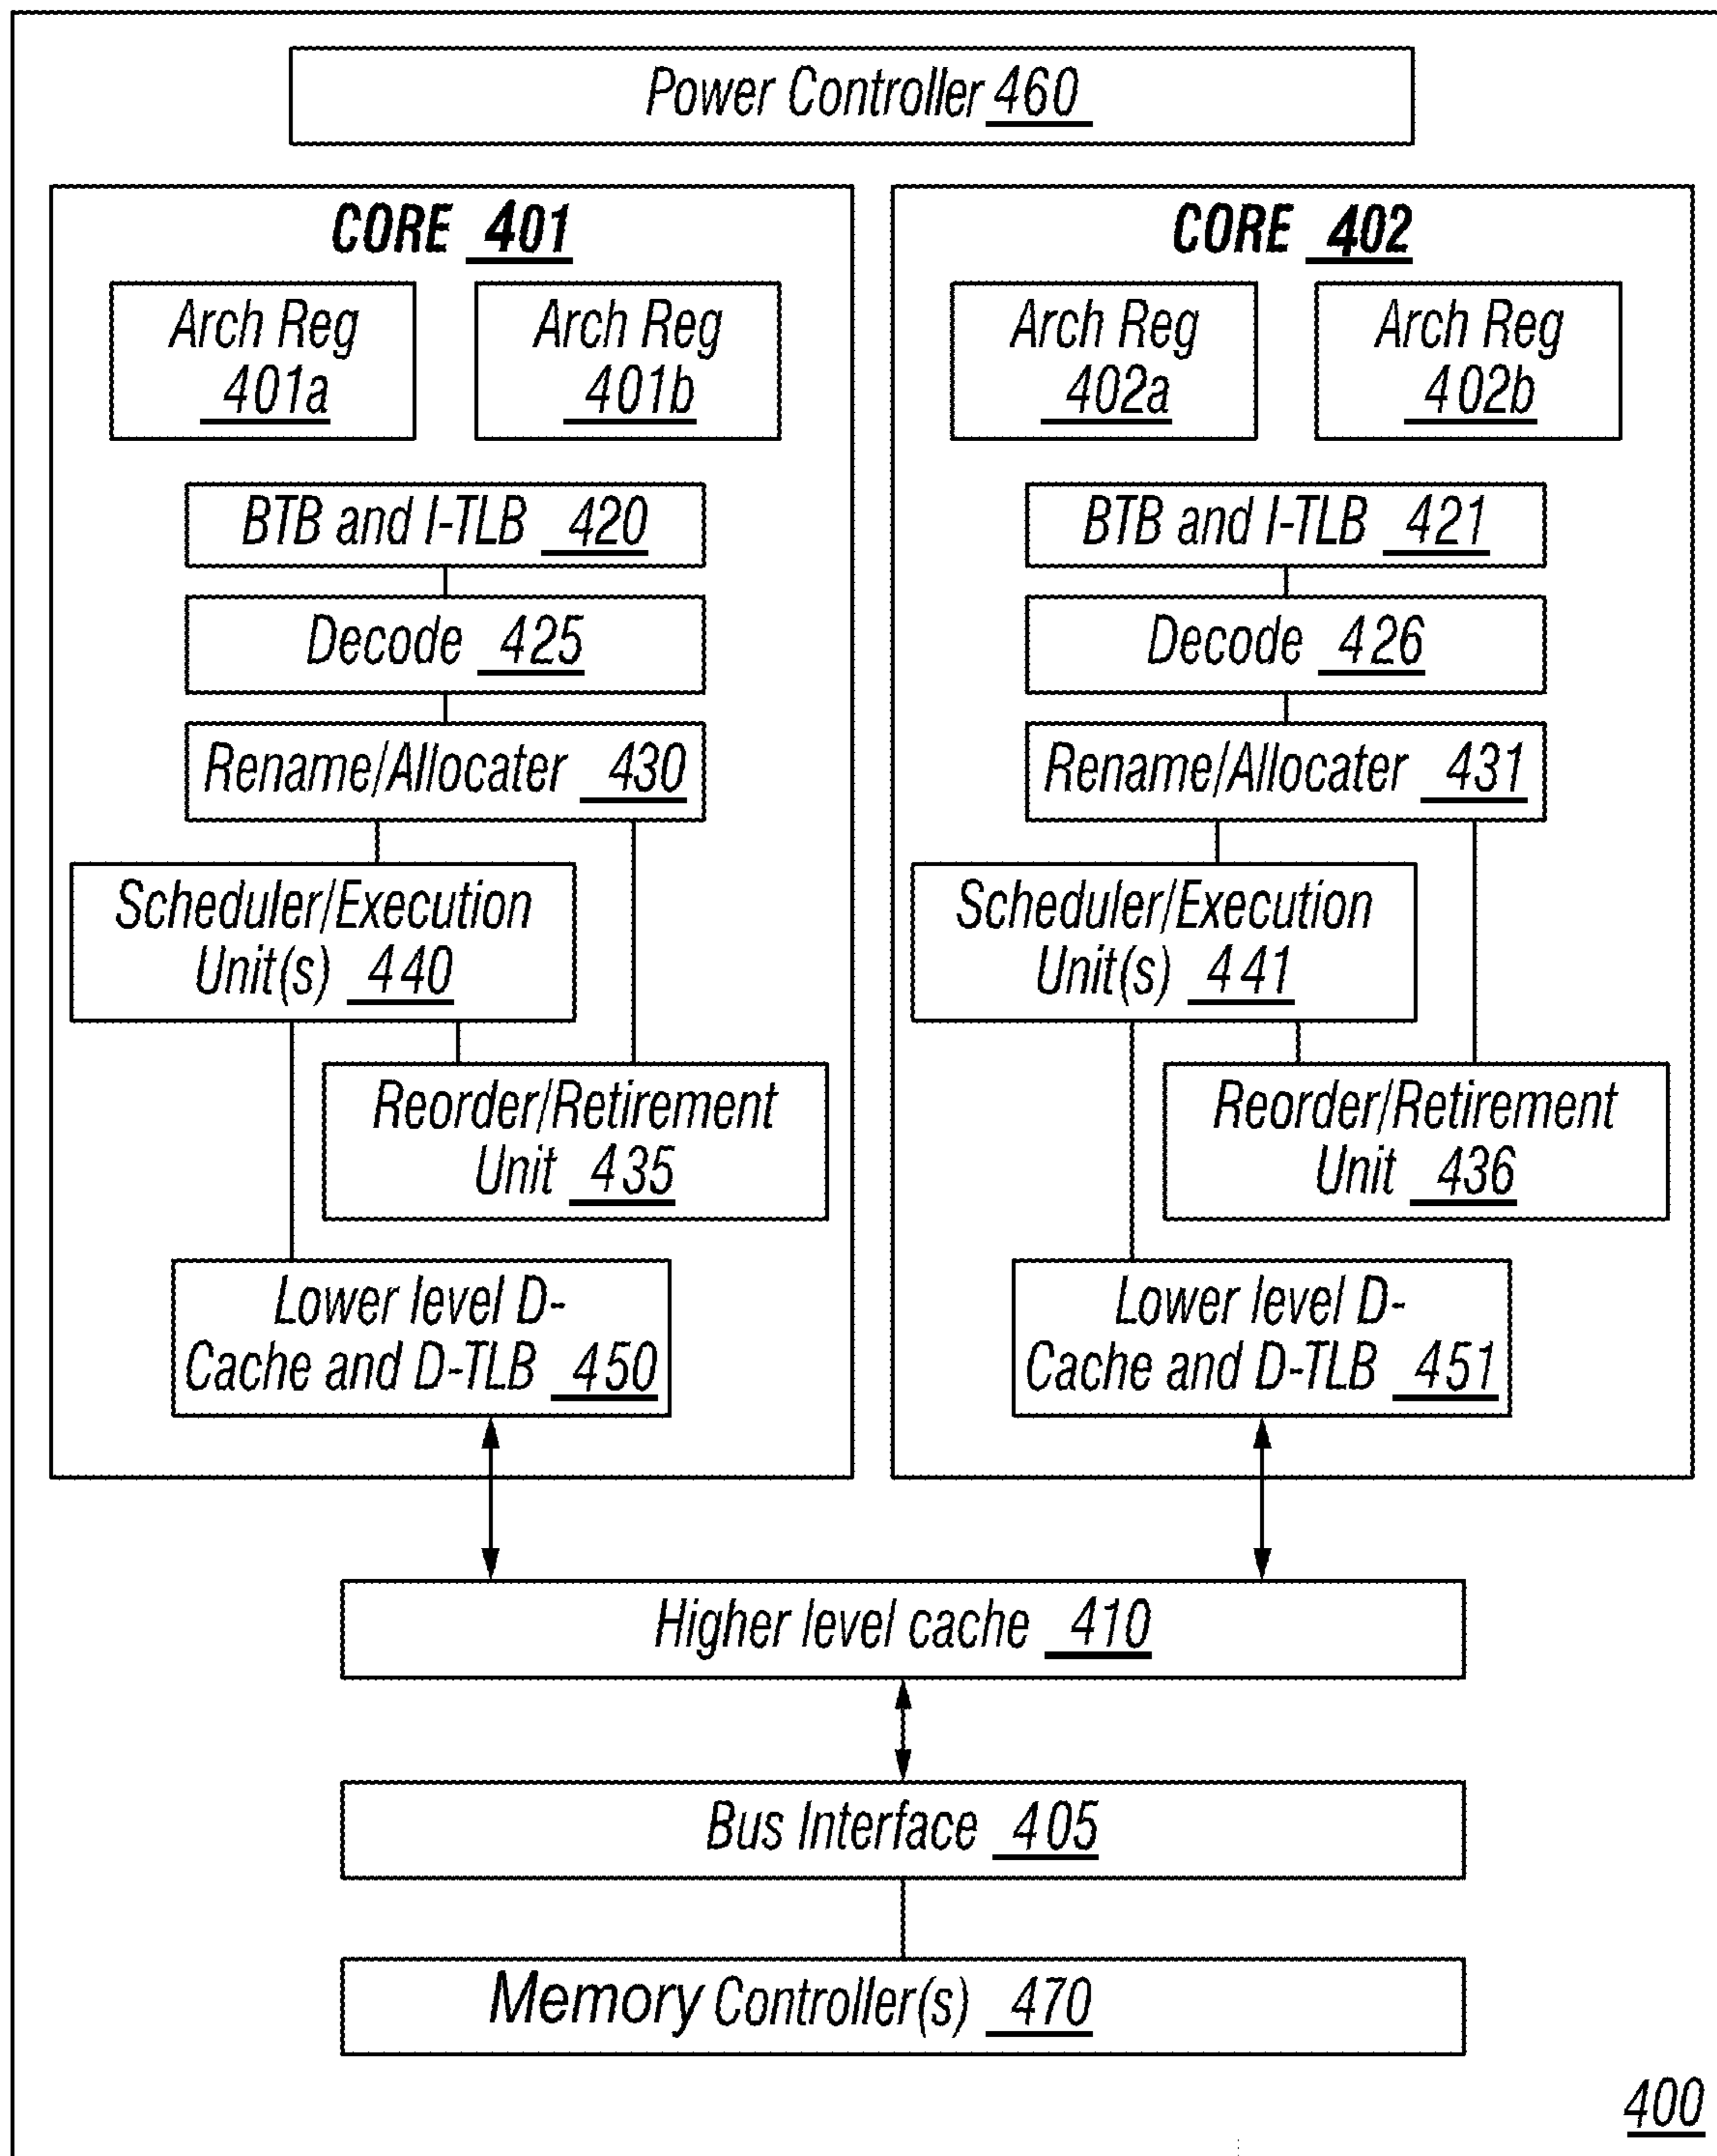 Power Controller 460
CORE 401
Arch Reg
401a
Arch Reg
401b
BTB and I-TLB 420
Decode 425
Rename/Allocater 430
Scheduler/Execution
Unit(s) 440
Reorder/Retirement
Unit 435
Lower level D-
Cache and D-TLB 450
CORE 402
Arch Reg
402a
Arch Reg
402b
BTB and I-TLB 421
Decode 426
Rename/Allocater 431
Scheduler/Execution
Unit(s) 441
Reorder/Retirement
Unit 436
Lower level D-
Cache and D-TLB 451
Higher level cache 410
Bus Interface 405
Memory Controller(s) 470
400